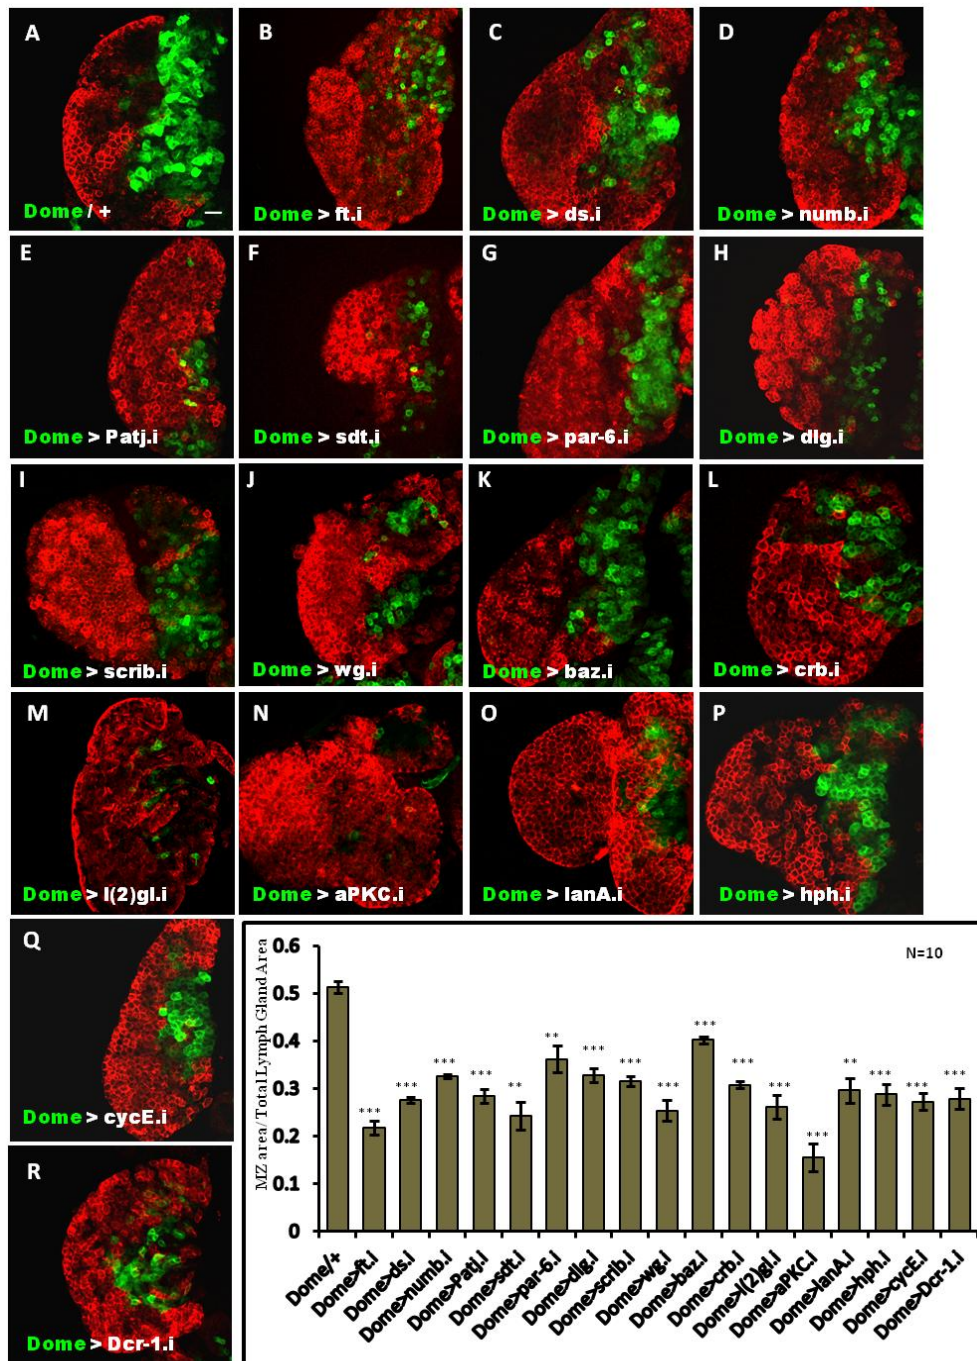 A
Dome / +
B
Dome > ft.i
C
Dome > ds.i
D
Dome > numb.i
E
Dome > Patj.i
F
Dome > sdt.i
G
Dome > par-6.i
H
Dome > dlg.i
I
Dome > scrib.i
J
Dome > wg.i
K
Dome > baz.i
L
Dome > crb.i
M
Dome > l(2)gl.i
N
Dome > aPKC.i
O
Dome > lanA.i
P
Dome > hph.i
Q
Dome > cycE.i
R
Dome > Dcr-1.i
MZ area/ Total Lymph Gland Area
N=10
0.6
0.5
0.4
0.3
0.2
0.1
0
*** *** *** *** ** ** *** *** *** *** *** *** *** ** *** *** ***
Dome/+
Dome>ft.i
Dome>ds.i
Dome>numb.i
Dome>Patj.i
Dome>sdt.i
Dome>par-6.i
Dome>dlg.i
Dome>scrib.i
Dome>wg.i
Dome>baz.i
Dome>crb.i
Dome>l(2)gl.i
Dome>aPKC.i
Dome>lanA.i
Dome>hph.i
Dome>cycE.i
Dome>Dcr-1.i